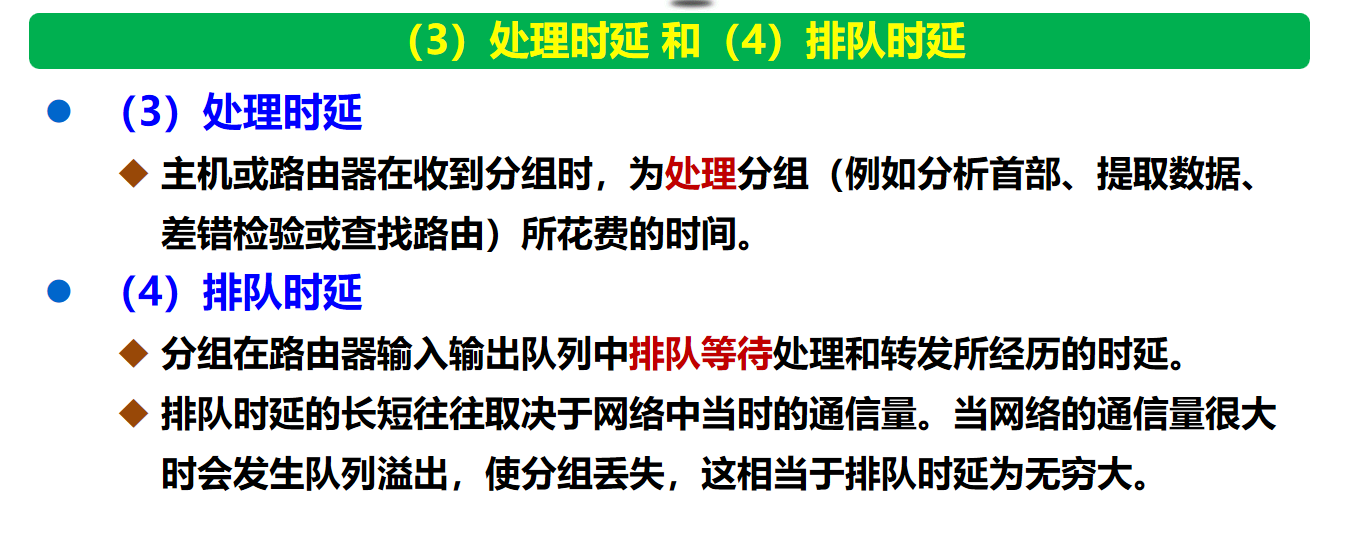 （3）处理时延 和（4）排队时延
（3）处理时延
主机或路由器在收到分组时，为处理分组（例如分析首部、提取数据、
差错检验或查找路由）所花费的时间。
（4）排队时延
分组在路由器输入输出队列中排队等待处理和转发所经历的时延。
排队时延的长短往往取决于网络中当时的通信量。当网络的通信量很大
时会发生队列溢出，使分组丢失，这相当于排队时延为无穷大。